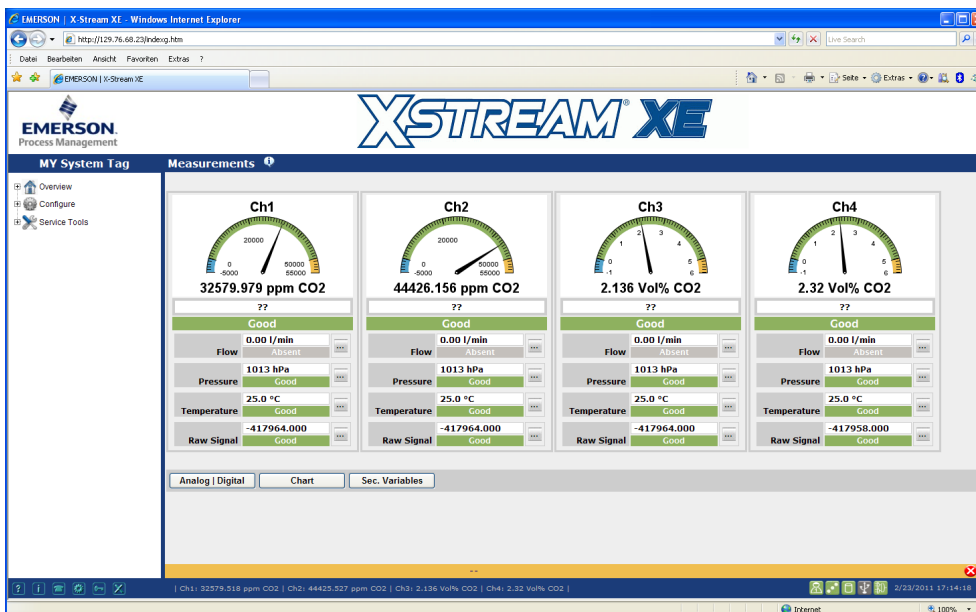 EMERSON | X-Stream XE - Windows Internet Explorer
http://129.76.68.23/indexg.htm
Live Search
Datei Bearbeiten Ansicht Favoriten Extras ?
EMERSON | X-Stream XE
Seite Extras
EMERSON
Process Management
XSTREAM® XE
MY System Tag Measurements
Overview
Configure
Service Tools
Ch1 Ch2 Ch3 Ch4
20000 20000 1 2 3 4 1 2 3 4
0 50000 0 50000 0 5 0 5
-5000 55000 -5000 55000 -1 6 -1 6
32579.979 ppm CO2 44426.156 ppm CO2 2.136 Vol% CO2 2.32 Vol% CO2
?? ?? ?? ??
Good Good Good Good
0.00 l/min 0.00 l/min 0.00 l/min 0.00 l/min
Flow Absent ... Flow Absent ... Flow Absent ... Flow Absent ...
1013 hPa 1013 hPa 1013 hPa 1013 hPa
Pressure Good ... Pressure Good ... Pressure Good ... Pressure Good ...
25.0 °C 25.0 °C 25.0 °C 25.0 °C
Temperature Good ... Temperature Good ... Temperature Good ... Temperature Good ...
-417964.000 -417964.000 -417964.000 -417958.000
Raw Signal Good ... Raw Signal Good ... Raw Signal Good ... Raw Signal Good ...
Analog | Digital Chart Sec. Variables
--
| Ch1: 32579.518 ppm CO2 | Ch2: 44425.527 ppm CO2 | Ch3: 2.136 Vol% CO2 | Ch4: 2.32 Vol% CO2 | 2/23/2011 17:14:18
Internet 100%